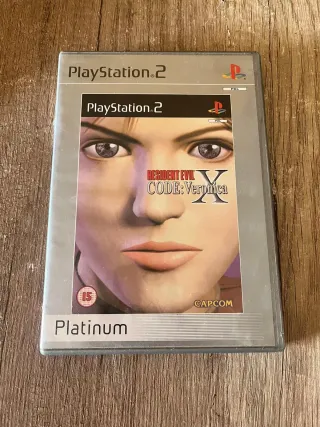 PlayStation®2
PlayStation®2
RESIDENT EVIL
CODE: Veronica
X
15
CAPCOM
Platinum